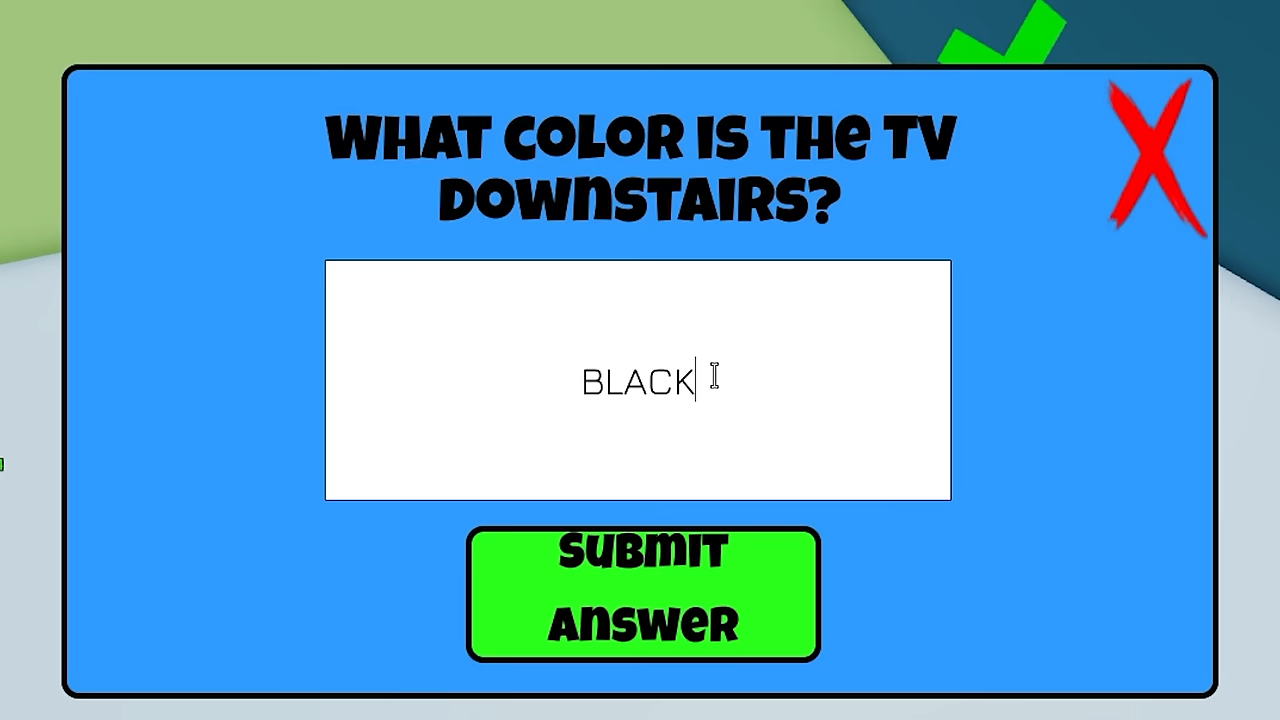 WHAT COLOR IS THE TV
DOWNSTAIRS?
BLACK
SUBMIT
ANSWER